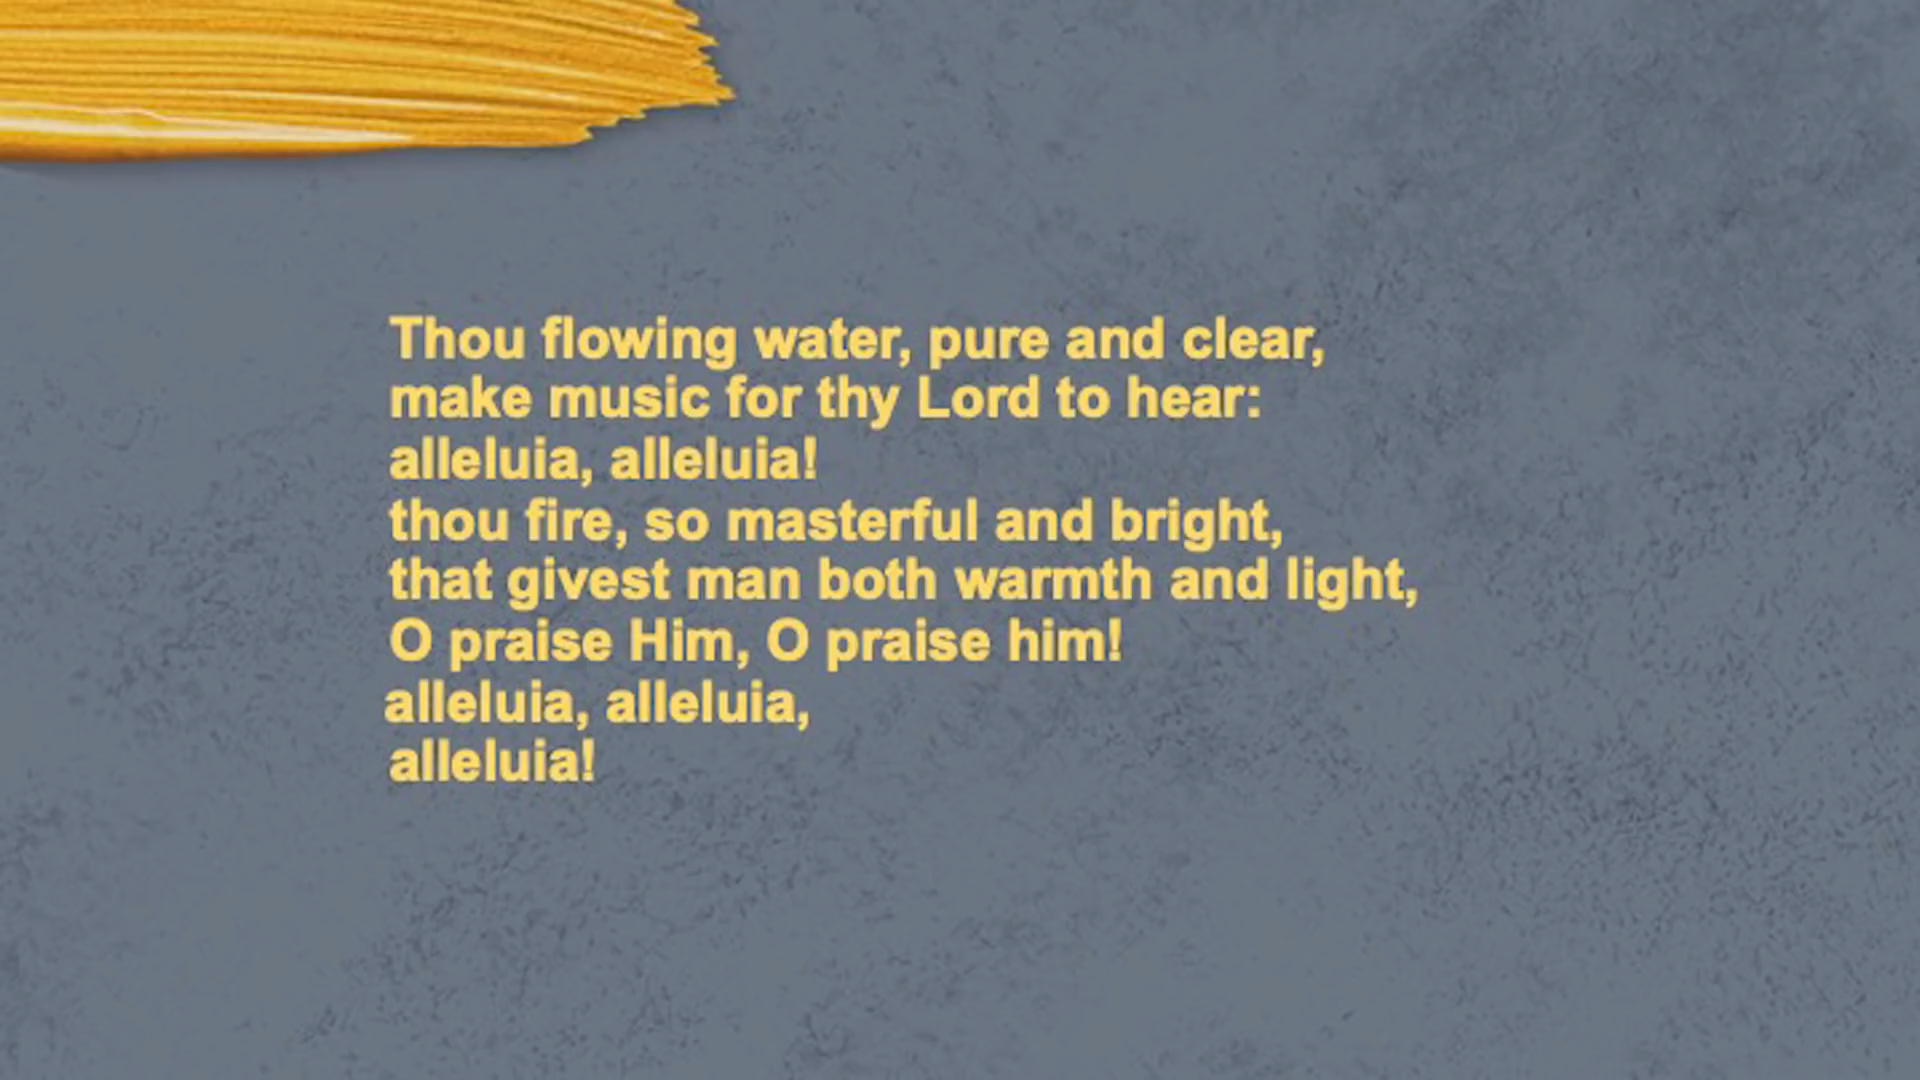 Thou flowing water, pure and clear,
make music for thy Lord to hear:
alleluia, alleluia!
thou fire, so masterful and bright,
that givest man both warmth and light,
O praise Him, O praise him!
alleluia, alleluia,
alleluia!